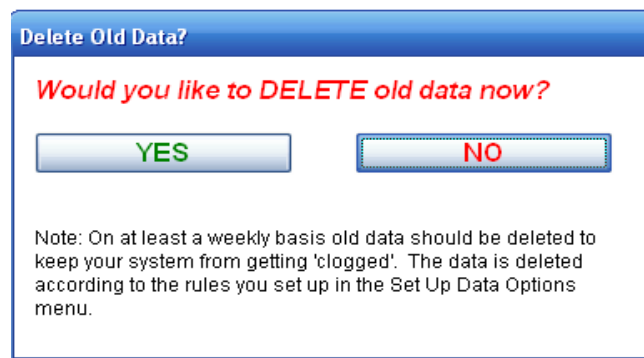 Delete Old Data?
Would you like to DELETE old data now?
YES NO
Note: On at least a weekly basis old data should be deleted to
keep your system from getting 'clogged'. The data is deleted
according to the rules you set up in the Set Up Data Options
menu.